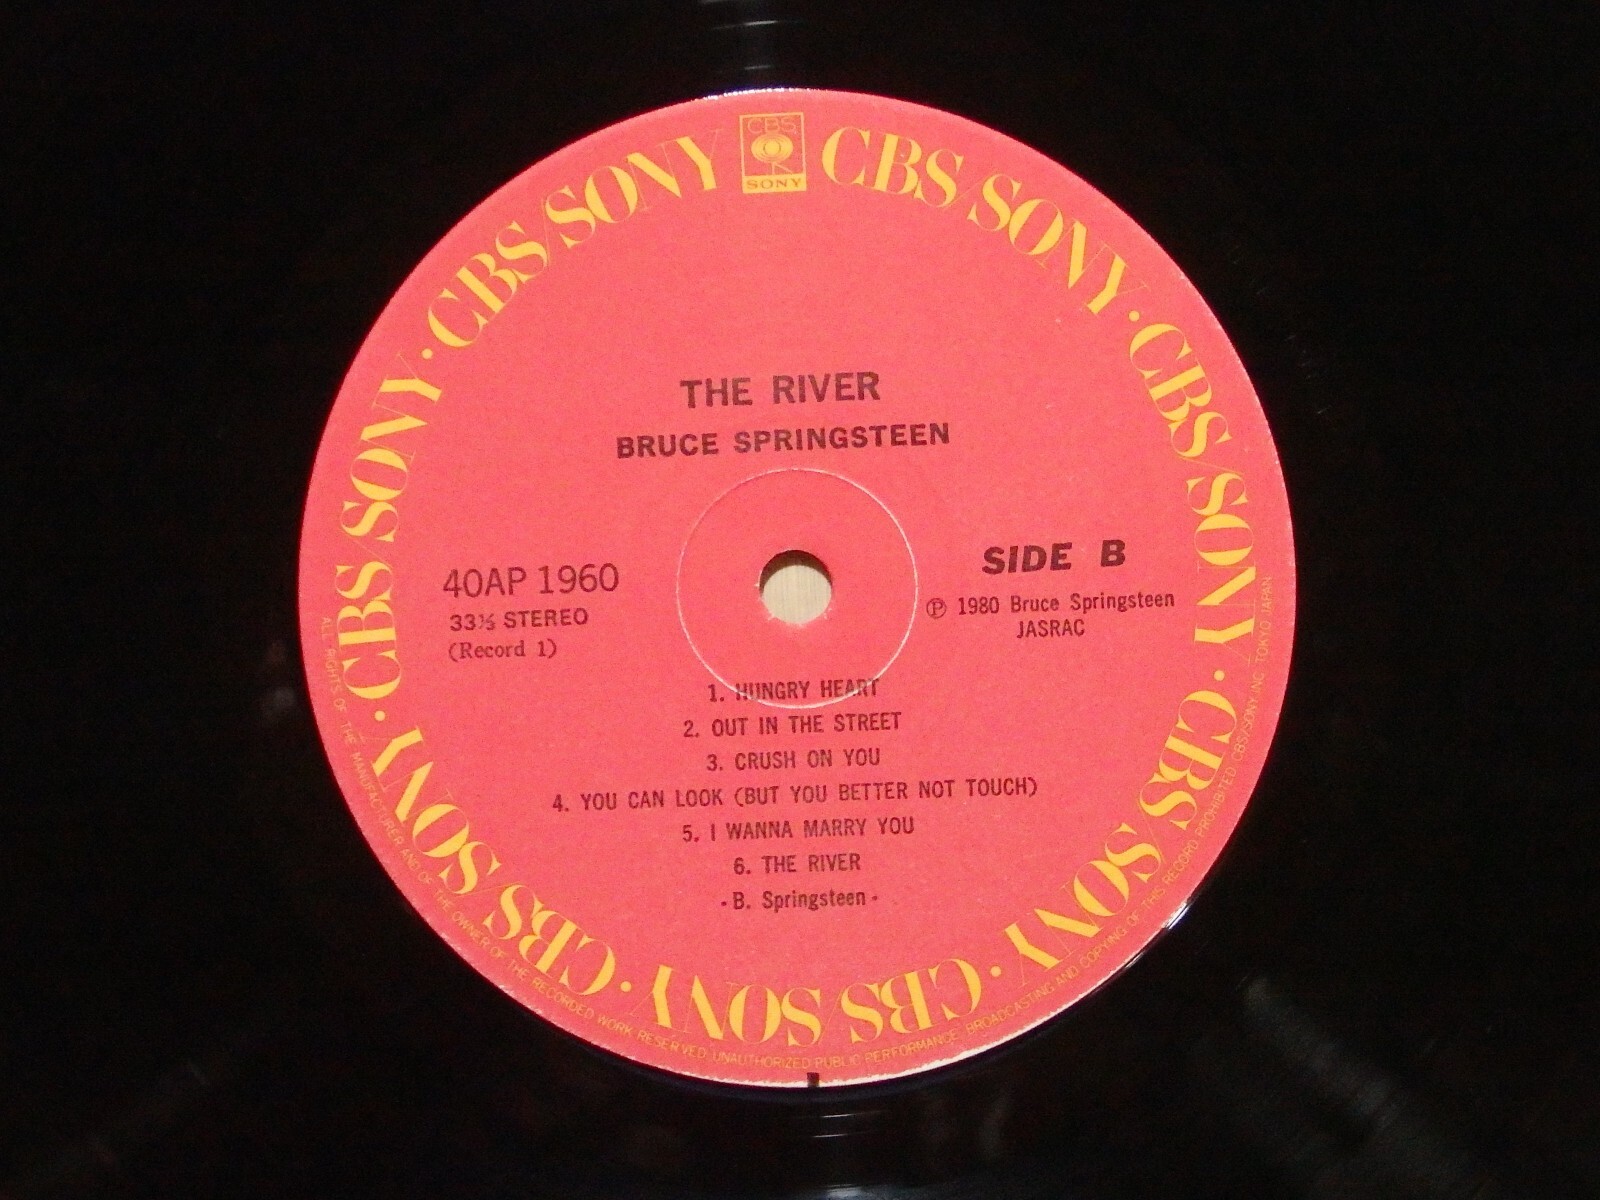 CBS
SONY
CBS/SONY · CBS/SONY · CBS/SONY · CBS/SONY · CBS/SONY · CBS/SONY · CBS/SONY · CBS/SONY
THE RIVER
BRUCE SPRINGSTEEN
40AP 1960
33⅓ STEREO
(Record 1)
SIDE B
℗ 1980 Bruce Springsteen
JASRAC
1. HUNGRY HEART
2. OUT IN THE STREET
3. CRUSH ON YOU
4. YOU CAN LOOK (BUT YOU BETTER NOT TOUCH)
5. I WANNA MARRY YOU
6. THE RIVER
·B. Springsteen·
ALL RIGHTS OF THE MANUFACTURER AND OF THE OWNER OF THE RECORDED WORK RESERVED. UNAUTHORIZED PUBLIC PERFORMANCE, BROADCASTING AND COPYING OF THIS RECORD PROHIBITED CBS/SONY INC. TOKYO JAPAN